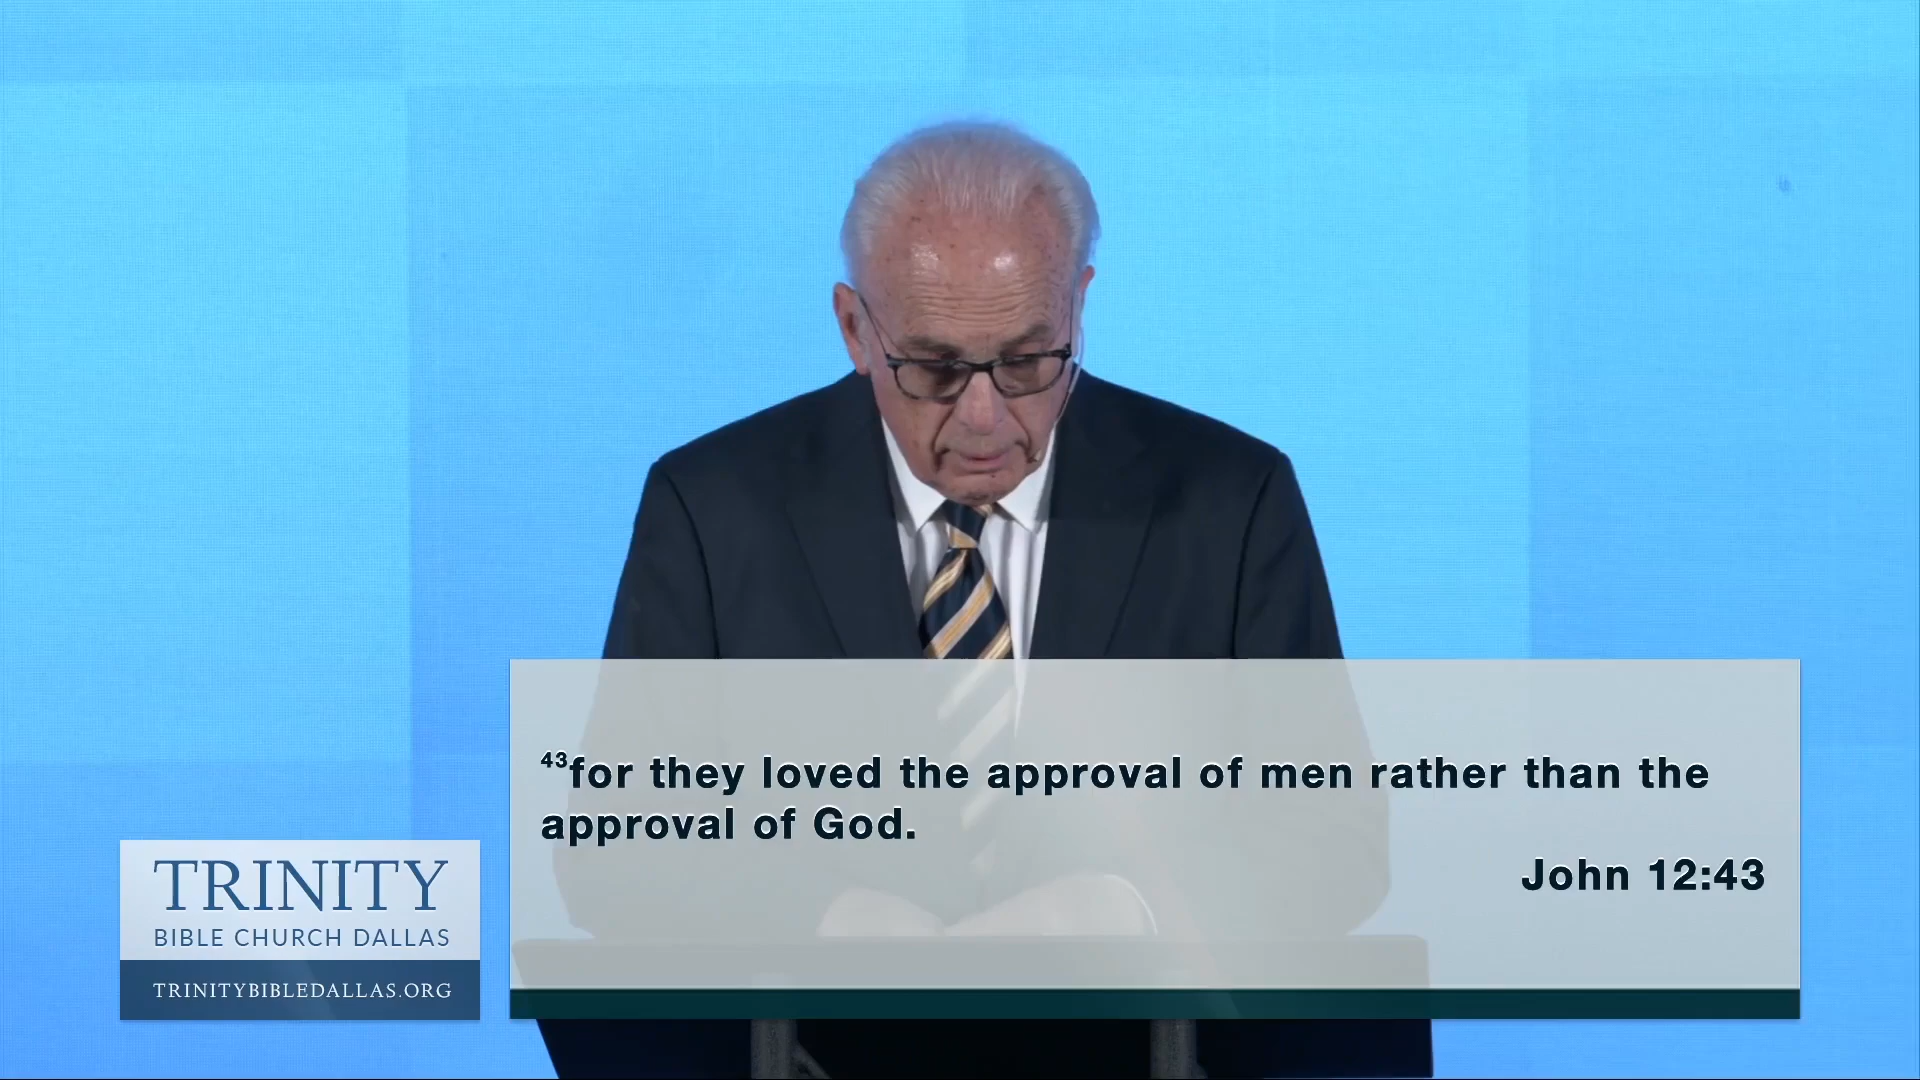 ⁴³for they loved the approval of men rather than the
approval of God.
John 12:43
TRINITY
BIBLE CHURCH DALLAS
TRINITYBIBLEDALLAS.ORG